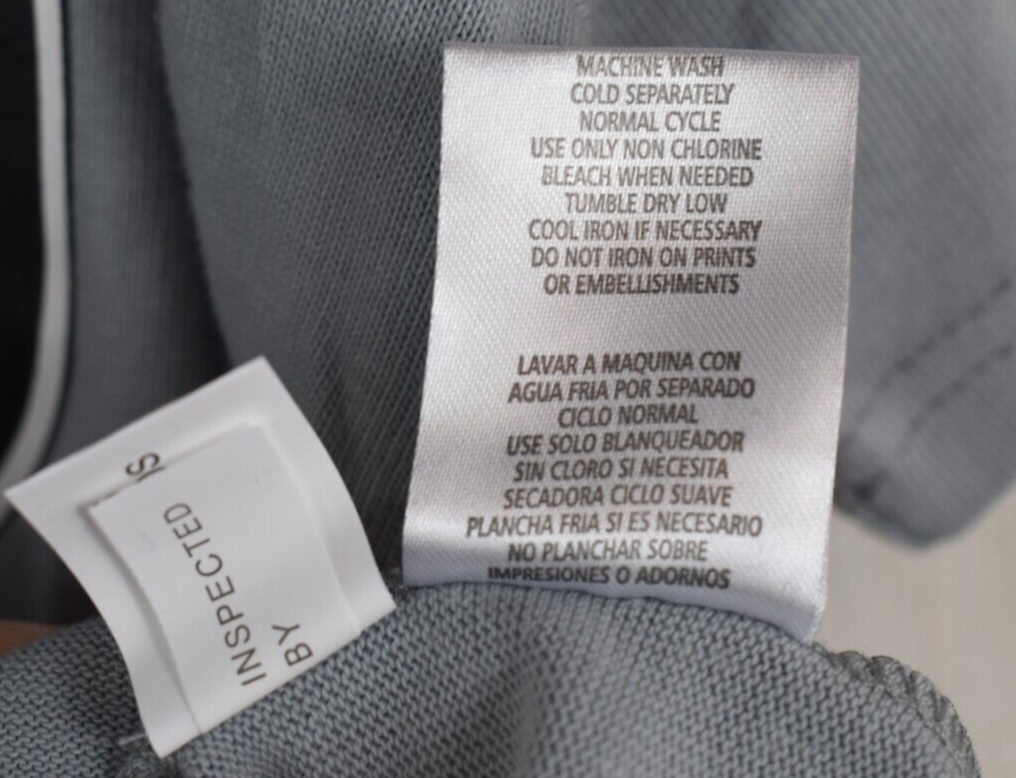 MACHINE WASH
COLD SEPARATELY
NORMAL CYCLE
USE ONLY NON CHLORINE
BLEACH WHEN NEEDED
TUMBLE DRY LOW
COOL IRON IF NECESSARY
DO NOT IRON ON PRINTS
OR EMBELLISHMENTS
LAVAR A MAQUINA CON
AGUA FRIA POR SEPARADO
CICLO NORMAL
USE SOLO BLANQUEADOR
SIN CLORO SI NECESITA
SECADORA CICLO SUAVE
PLANCHA FRIA SI ES NECESARIO
NO PLANCHAR SOBRE
IMPRESIONES O ADORNOS
INSPECTED
BY